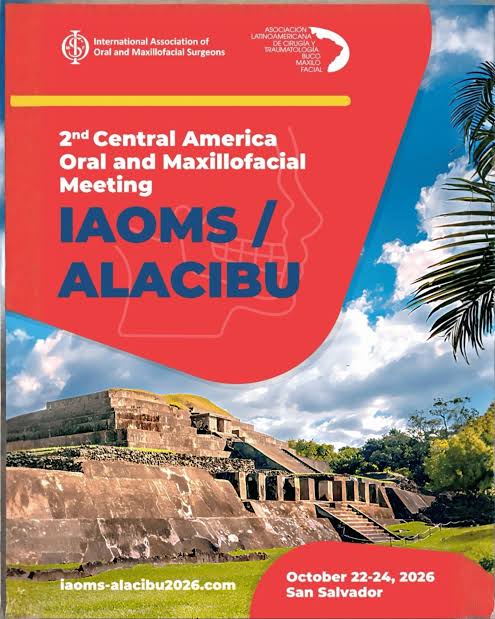 International Association of
Oral and Maxillofacial Surgeons
ASOCIACIÓN
LATINOAMERICANA
DE CIRUGÍA Y
TRAUMATOLOGÍA
BUCO
MAXILO
FACIAL
2nd Central America
Oral and Maxillofacial
Meeting
IAOMS /
ALACIBU
iaoms-alacibu2026.com
October 22-24, 2026
San Salvador